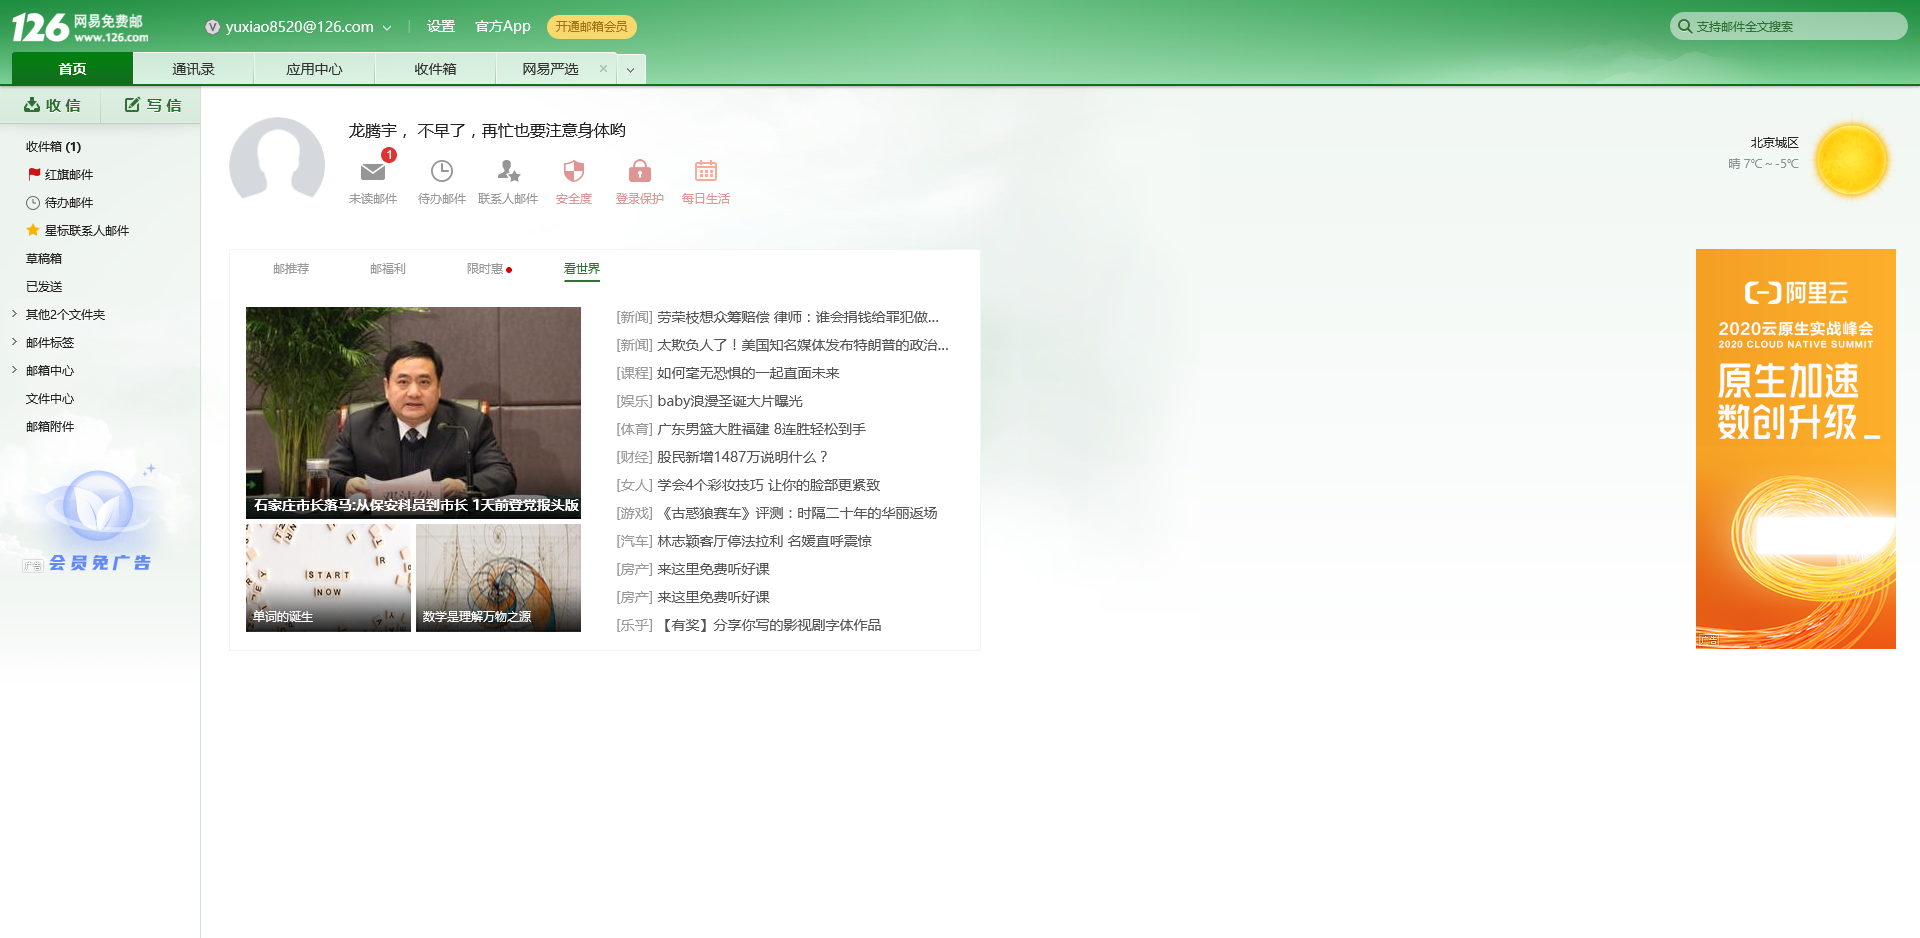 126 网易免费邮
www.126.com
yuxiao8520@126.com
设置
官方App
开通邮箱会员
支持邮件全文搜索
首页
通讯录
应用中心
收件箱
网易严选
收信
写信
收件箱 (1)
红旗邮件
待办邮件
星标联系人邮件
草稿箱
已发送
其他2个文件夹
邮件标签
邮箱中心
文件中心
邮箱附件
会员免广告
广告
龙腾宇， 不早了，再忙也要注意身体哟
1
未读邮件
待办邮件
联系人邮件
安全度
登录保护
每日生活
北京城区
晴 7℃ ~ -5℃
邮推荐
邮福利
限时惠
看世界
石家庄市长落马:从保安科员到市长 1天前登党报头版
START
NOW
单词的诞生
数学是理解万物之源
[新闻] 劳荣枝想众筹赔偿 律师：谁会捐钱给罪犯做...
[新闻] 太欺负人了！美国知名媒体发布特朗普的政治...
[课程] 如何毫无恐惧的一起直面未来
[娱乐] baby浪漫圣诞大片曝光
[体育] 广东男篮大胜福建 8连胜轻松到手
[财经] 股民新增1487万说明什么？
[女人] 学会4个彩妆技巧 让你的脸部更紧致
[游戏] 《古惑狼赛车》评测：时隔二十年的华丽返场
[汽车] 林志颖客厅停法拉利 名媛直呼震惊
[房产] 来这里免费听好课
[房产] 来这里免费听好课
[乐乎] 【有奖】分享你写的影视剧字体作品
阿里云
2020云原生实战峰会
2020 CLOUD NATIVE SUMMIT
原生加速
数创升级_
广告